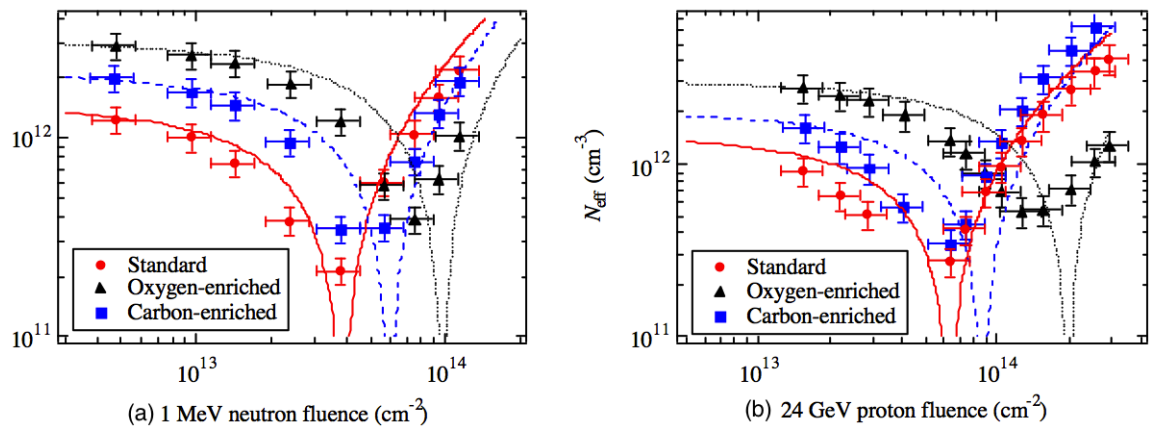 10^12
10^11
Standard
Oxygen-enriched
Carbon-enriched
10^13
10^14
(a) 1 MeV neutron fluence (cm^-2)
N_eff (cm^-3)
10^12
10^11
Standard
Oxygen-enriched
Carbon-enriched
10^13
10^14
(b) 24 GeV proton fluence (cm^-2)